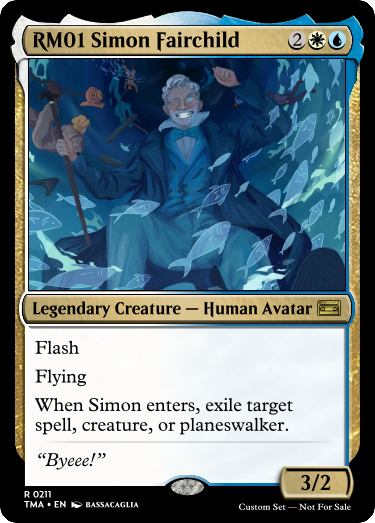 RM01 Simon Fairchild 2
Legendary Creature — Human Avatar
Flash
Flying
When Simon enters, exile target
spell, creature, or planeswalker.
“Byeee!”
3/2
R 0211
TMA • EN BASSACAGLIA
Custom Set — Not For Sale